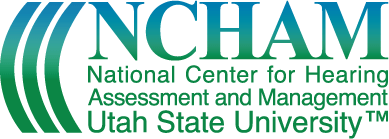 NCHAM
National Center for Hearing
Assessment and Management
Utah State University™